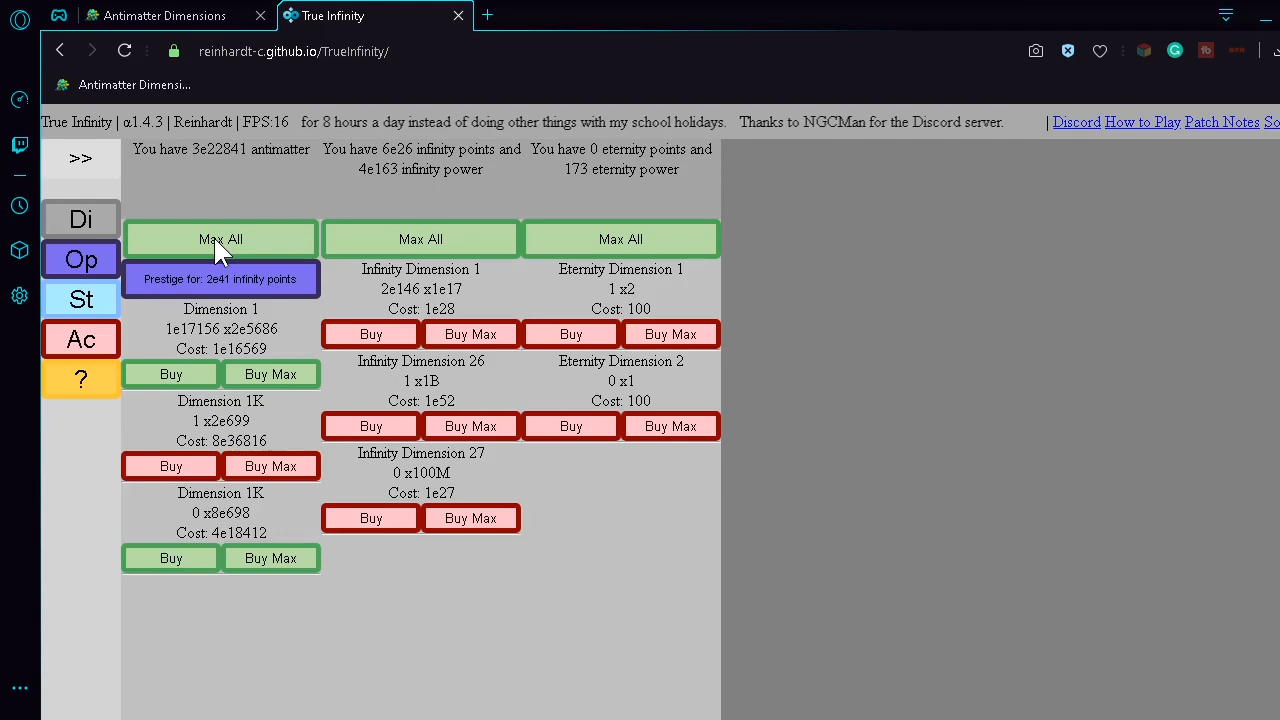 Antimatter Dimensions
True Infinity
reinhardt-c.github.io/TrueInfinity/
Antimatter Dimensi...
True Infinity | α1.4.3 | Reinhardt | FPS:16 for 8 hours a day instead of doing other things with my school holidays. Thanks to NGCMan for the Discord server. | Discord How to Play Patch Notes So
>>
Di
Op
St
Ac
?
You have 3e22841 antimatter
Max All
Prestige for: 2e41 infinity points
Dimension 1
1e17156 x2e5686
Cost: 1e16569
Buy Buy Max
Dimension 1K
1 x2e699
Cost: 8e36816
Buy Buy Max
Dimension 1K
0 x8e698
Cost: 4e18412
Buy Buy Max
You have 6e26 infinity points and
4e163 infinity power
Max All
Infinity Dimension 1
2e146 x1e17
Cost: 1e28
Buy Buy Max
Infinity Dimension 26
1 x1B
Cost: 1e52
Buy Buy Max
Infinity Dimension 27
0 x100M
Cost: 1e27
Buy Buy Max
You have 0 eternity points and
173 eternity power
Max All
Eternity Dimension 1
1 x2
Cost: 100
Buy Buy Max
Eternity Dimension 2
0 x1
Cost: 100
Buy Buy Max